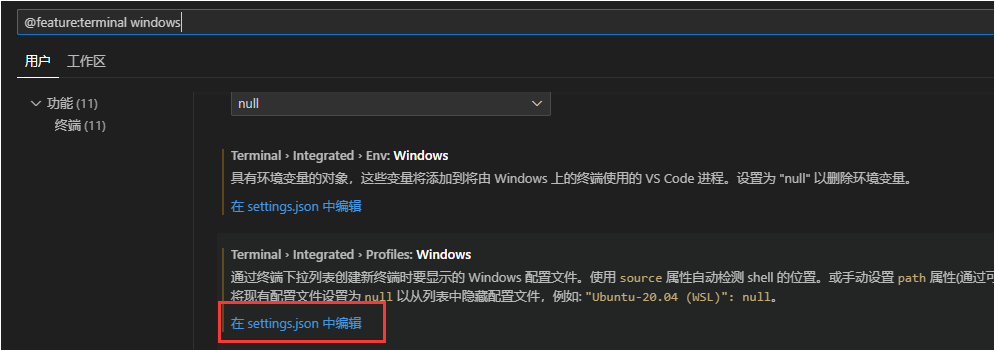 @feature:terminal windows
用户 工作区
功能 (11)
终端 (11)
null
Terminal › Integrated › Env: Windows
具有环境变量的对象，这些变量将添加到将由 Windows 上的终端使用的 VS Code 进程。设置为 "null" 以删除环境变量。
在 settings.json 中编辑
Terminal › Integrated › Profiles: Windows
通过终端下拉列表创建新终端时要显示的 Windows 配置文件。使用 source 属性自动检测 shell 的位置。或手动设置 path 属性(通过可
将现有配置文件设置为 null 以从列表中隐藏配置文件，例如: "Ubuntu-20.04 (WSL)": null。
在 settings.json 中编辑